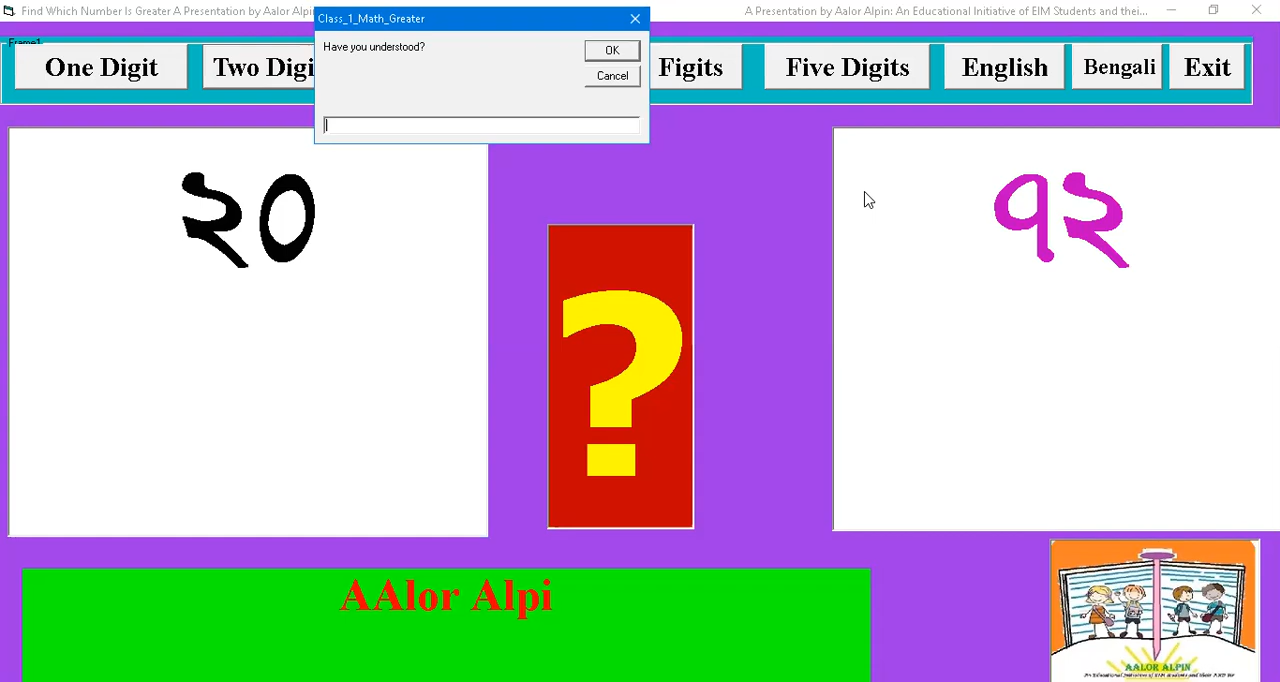 Find Which Number Is Greater A Presentation by Aalor Alpin
A Presentation by Aalor Alpin: An Educational Initiative of EIM Students and thei...
Class_1_Math_Greater
Have you understood?
OK
Cancel
Frame1
One Digit Two Digi Figits Five Digits English Bengali Exit
২০ ৭২
?
AAlor Alpi
AALOR ALPIN